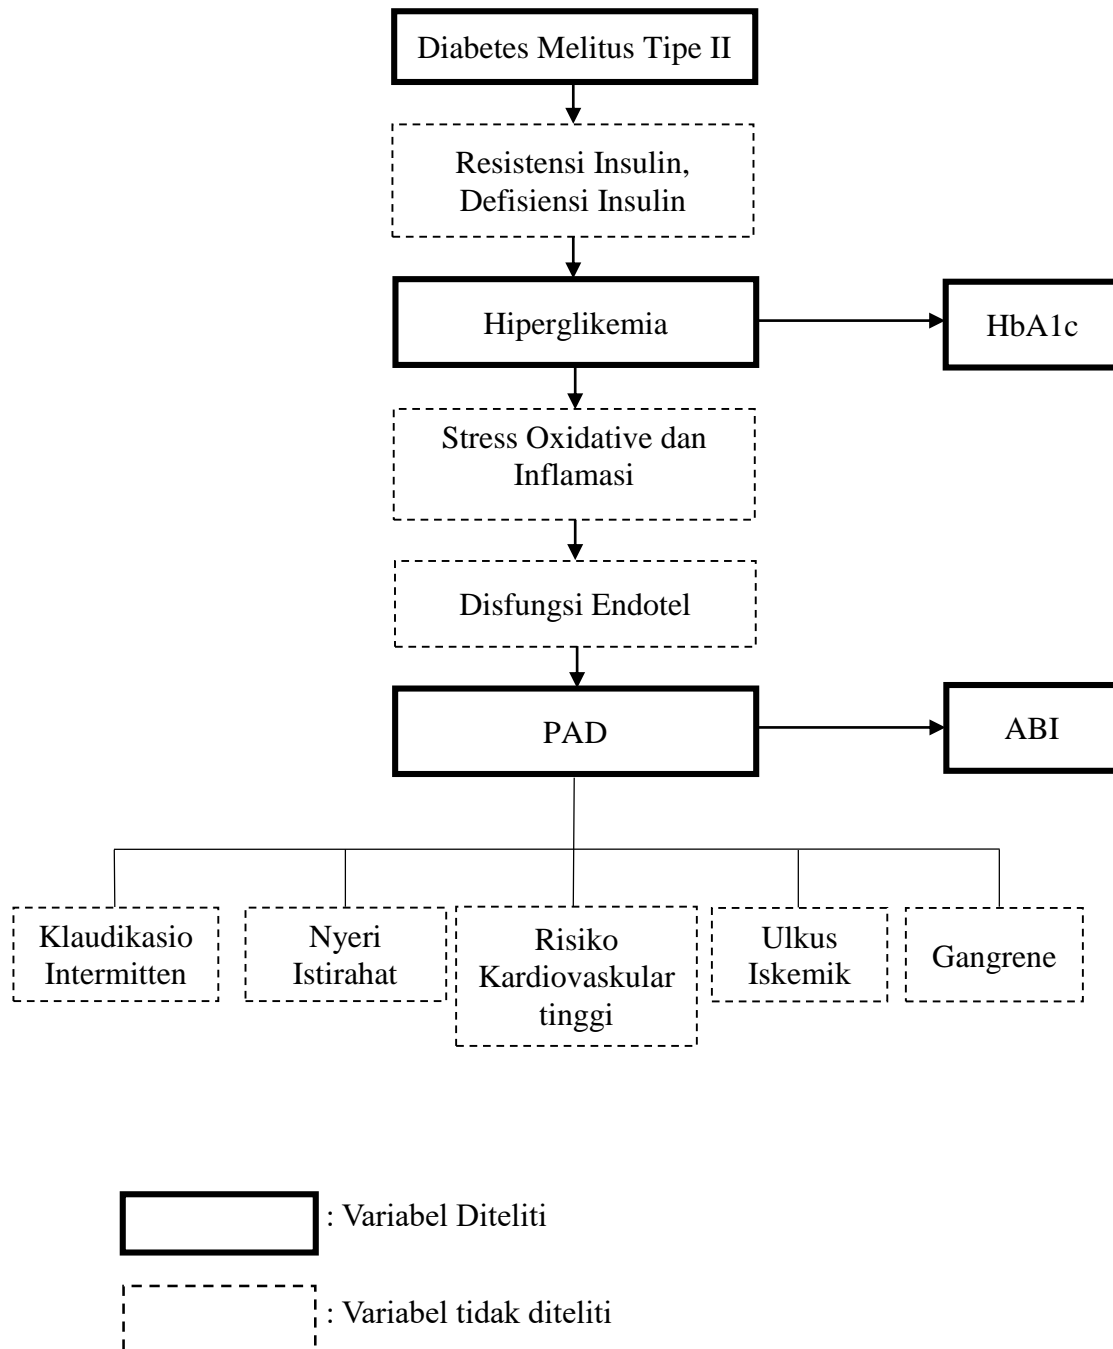 Diabetes Melitus Tipe II
Resistensi Insulin,
Defisiensi Insulin
Hiperglikemia
HbA1c
Stress Oxidative dan
Inflamasi
Disfungsi Endotel
PAD
ABI
Klaudikasio
Intermitten
Nyeri
Istirahat
Risiko
Kardiovaskular
tinggi
Ulkus
Iskemik
Gangrene
: Variabel Diteliti
: Variabel tidak diteliti